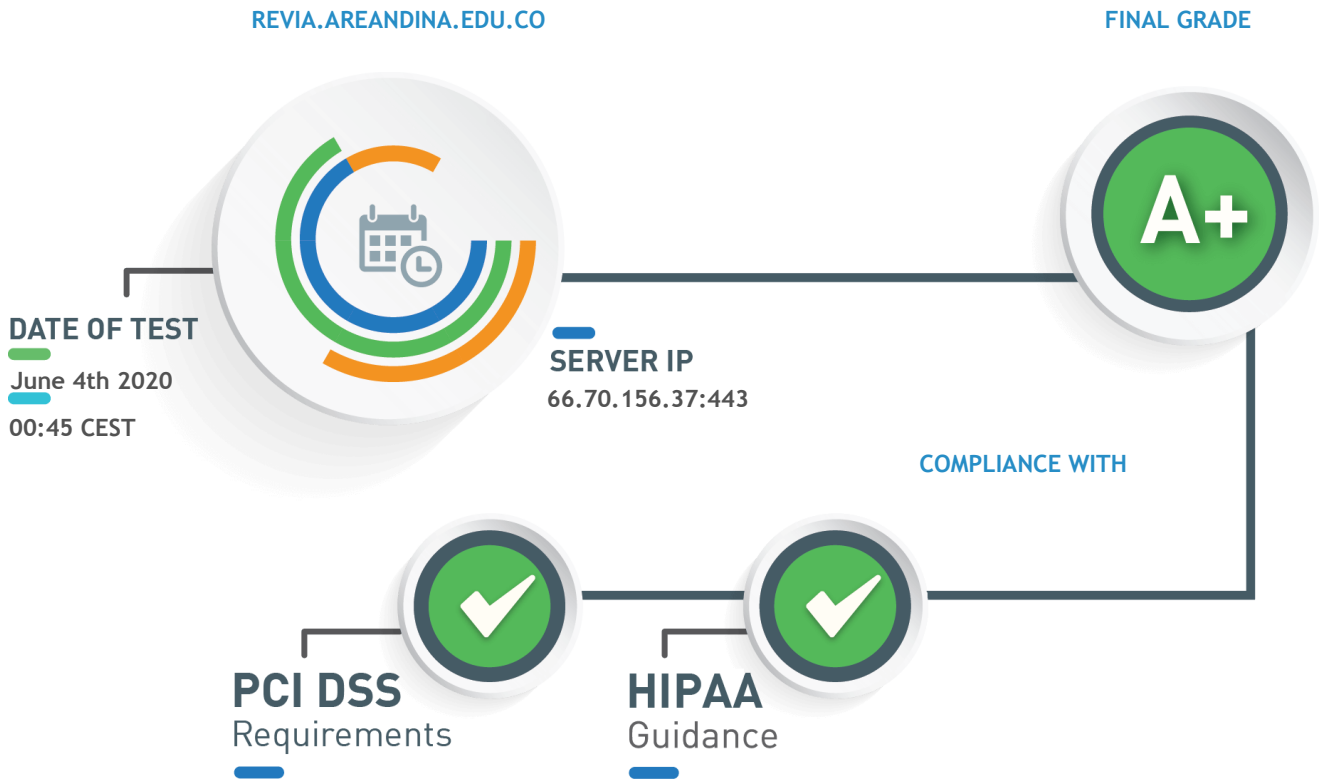 REVIA.AREANDINA.EDU.CO
FINAL GRADE
A+
DATE OF TEST
June 4th 2020
00:45 CEST
SERVER IP
66.70.156.37:443
COMPLIANCE WITH
PCI DSS
Requirements
HIPAA
Guidance